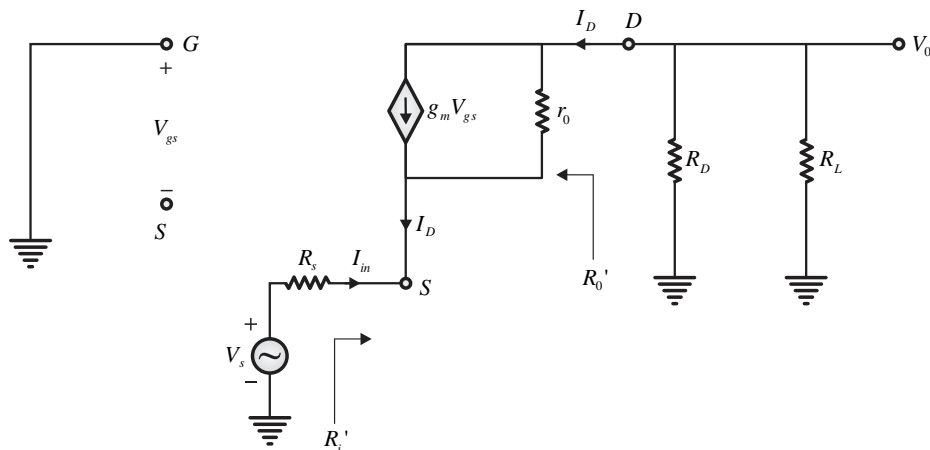 G
+
V_gs
−
S
I_D
D
V_0
g_m V_gs
r_0
R_D
R_L
I_D
R_s
I_in
S
R_0'
+
V_s
−
R_i'